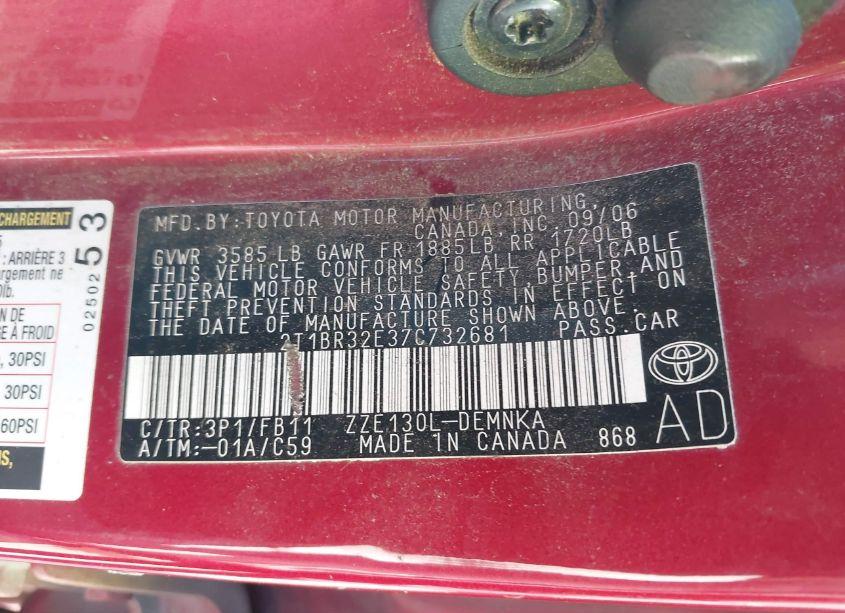 CHARGEMENT
: ARRIÈRE 3
argement ne
0lb.
ON DE
E À FROID
, 30PSI
30PSI
60PSI
S,
02502 53
MFD. BY: TOYOTA MOTOR MANUFACTURING,
CANADA, INC. 09/06
GVWR 3585 LB GAWR FR 1885LB, RR 1720LB
THIS VEHICLE CONFORMS TO ALL APPLICABLE
FEDERAL MOTOR VEHICLE SAFETY, BUMPER, AND
THEFT PREVENTION STANDARDS IN EFFECT ON
THE DATE OF MANUFACTURE SHOWN ABOVE.
2T1BR32E37C732681 PASS. CAR
C/TR:3P1/FB11 ZZE130L-DEMNKA
A/TM:-01A/C59 MADE IN CANADA 868
AD